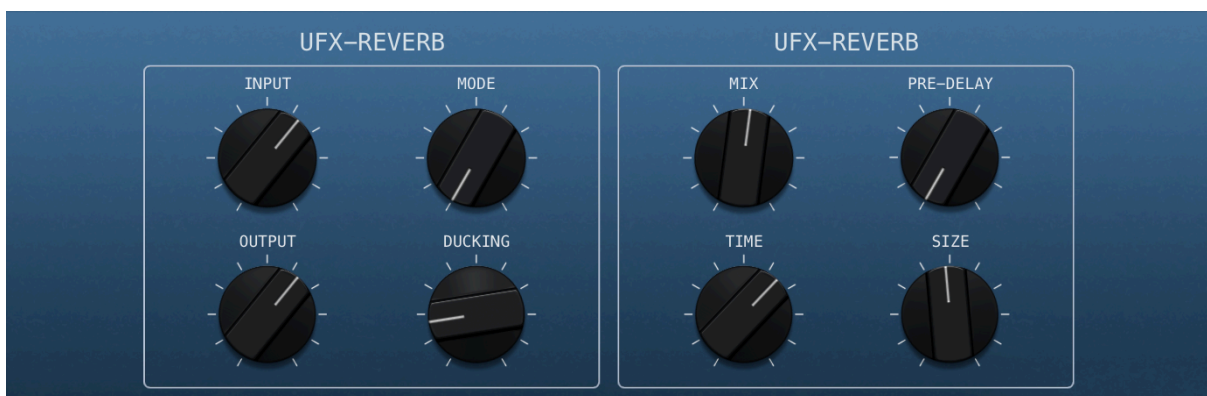 UFX-REVERB
INPUT
MODE
OUTPUT
DUCKING
UFX-REVERB
MIX
PRE-DELAY
TIME
SIZE